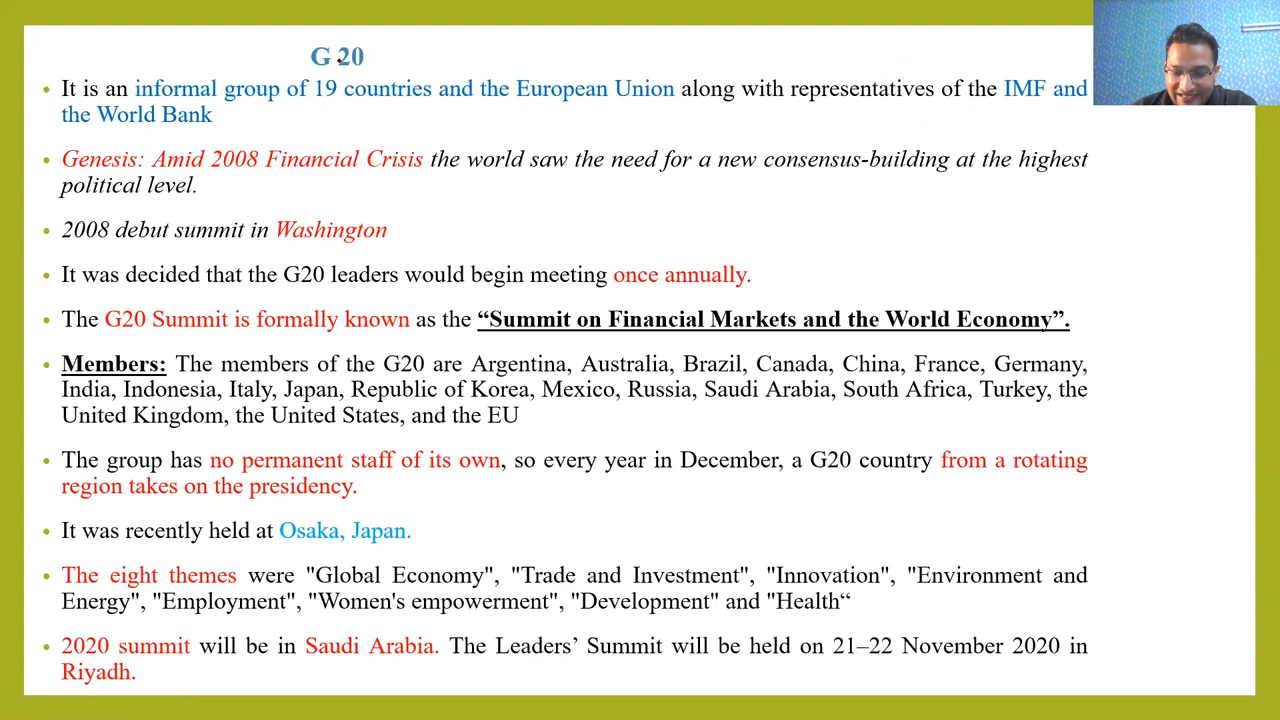 G 20
It is an informal group of 19 countries and the European Union along with representatives of the IMF and
the World Bank
Genesis: Amid 2008 Financial Crisis the world saw the need for a new consensus-building at the highest
political level.
2008 debut summit in Washington
It was decided that the G20 leaders would begin meeting once annually.
The G20 Summit is formally known as the “Summit on Financial Markets and the World Economy”.
Members: The members of the G20 are Argentina, Australia, Brazil, Canada, China, France, Germany,
India, Indonesia, Italy, Japan, Republic of Korea, Mexico, Russia, Saudi Arabia, South Africa, Turkey, the
United Kingdom, the United States, and the EU
The group has no permanent staff of its own, so every year in December, a G20 country from a rotating
region takes on the presidency.
It was recently held at Osaka, Japan.
The eight themes were "Global Economy", "Trade and Investment", "Innovation", "Environment and
Energy", "Employment", "Women's empowerment", "Development" and "Health“
2020 summit will be in Saudi Arabia. The Leaders’ Summit will be held on 21–22 November 2020 in
Riyadh.